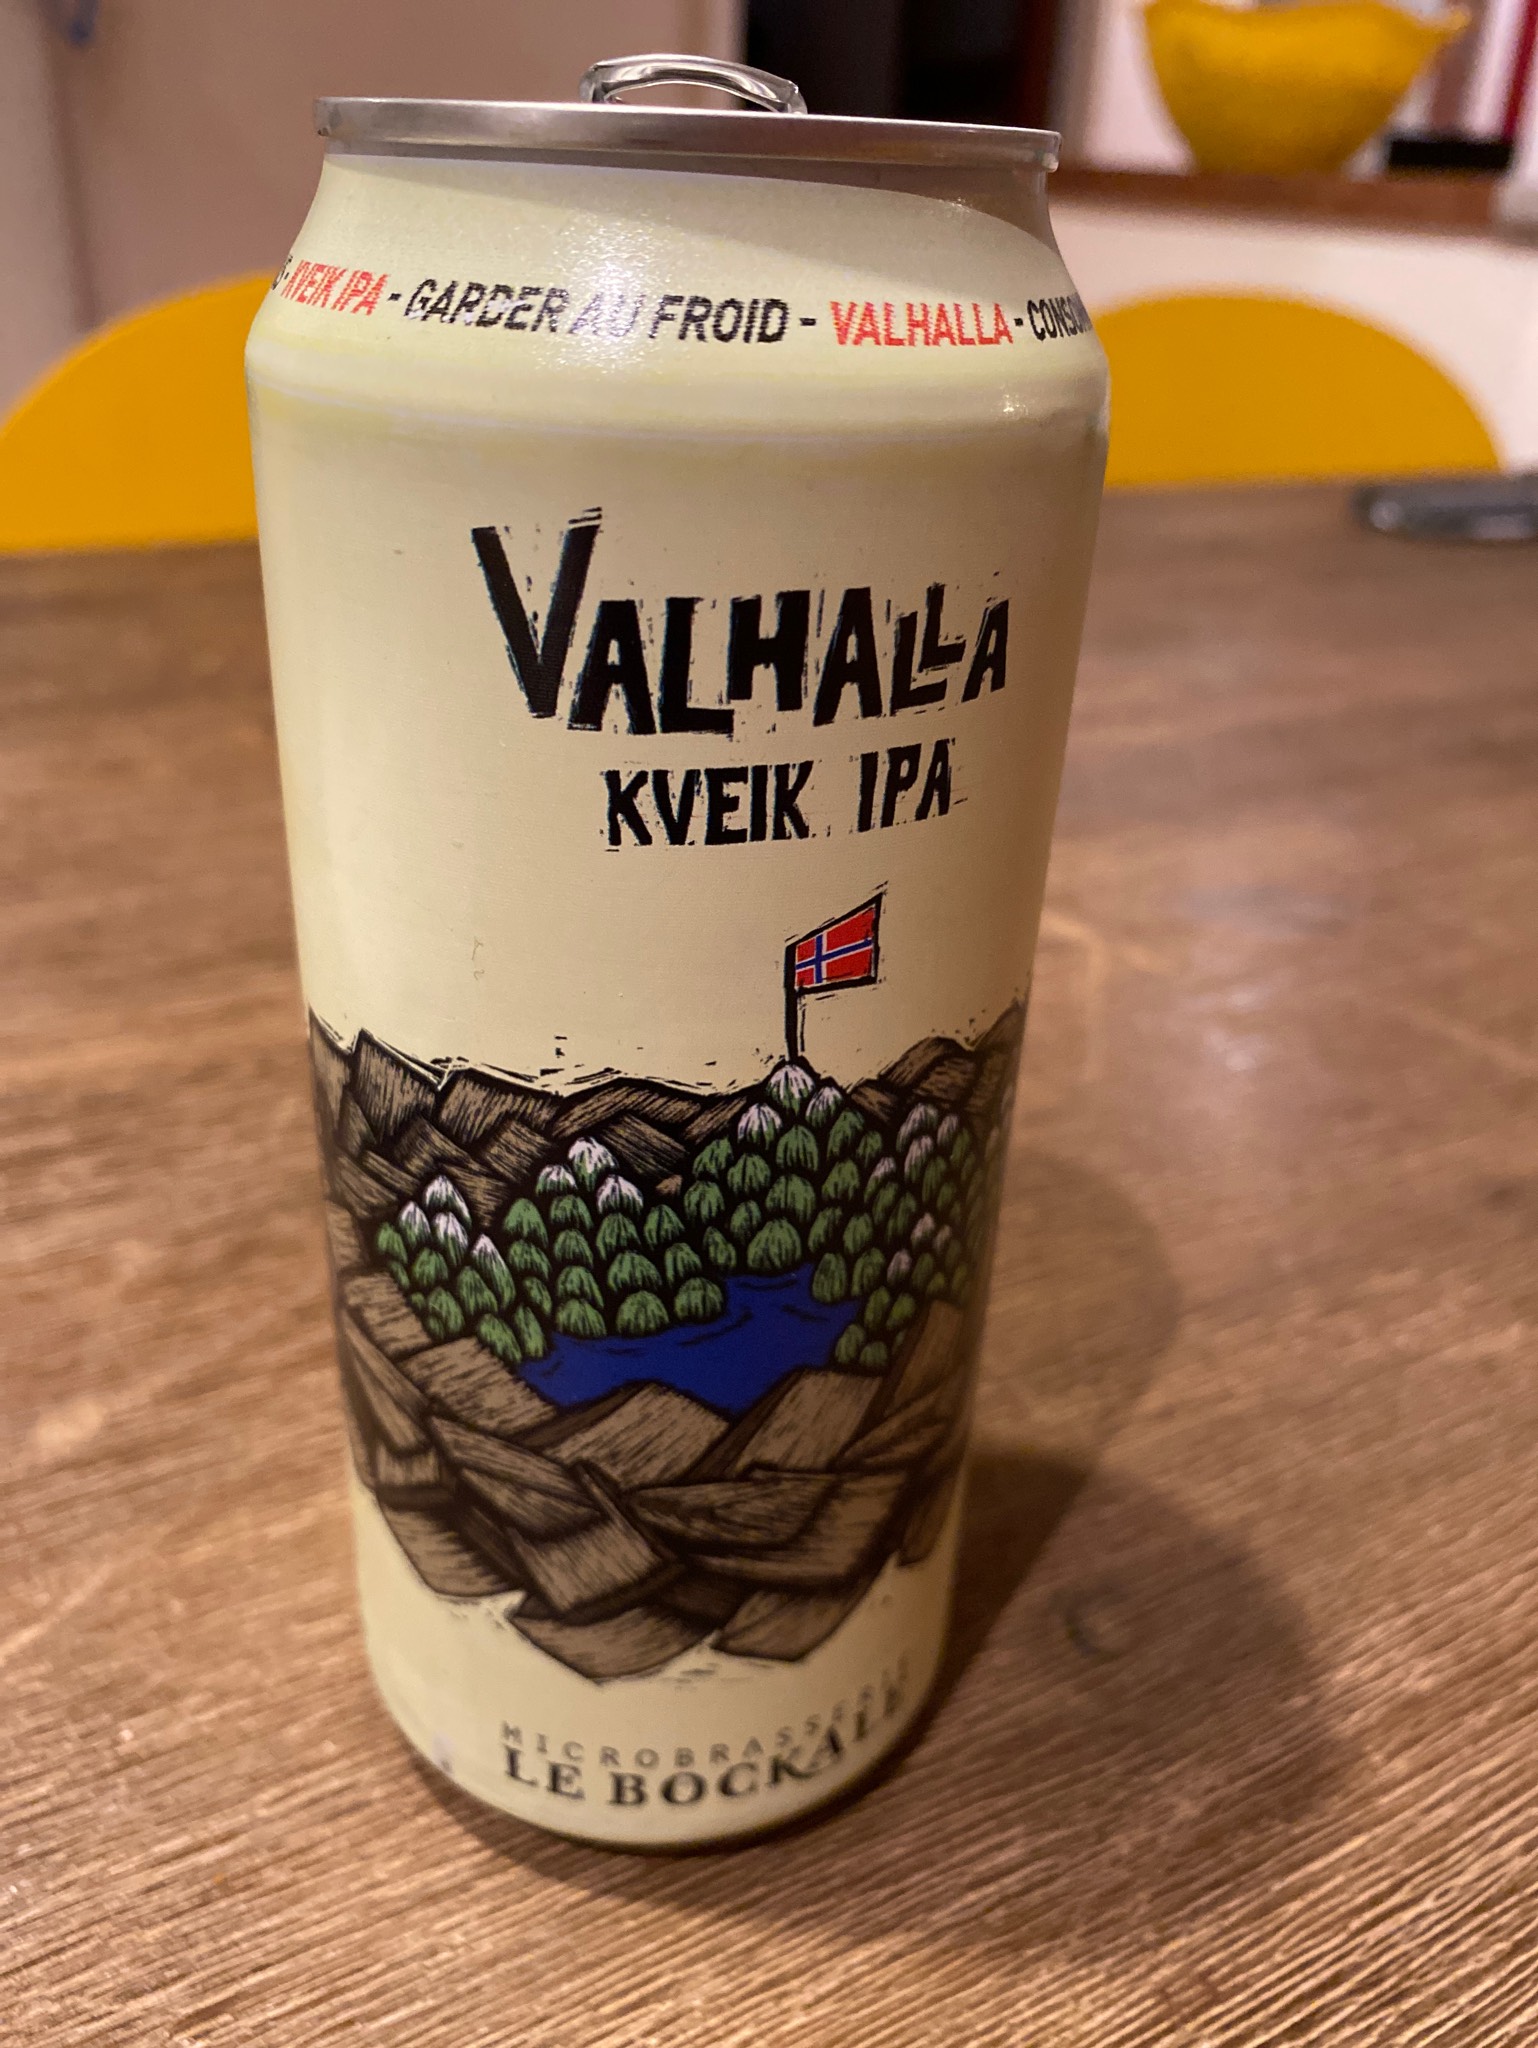 KVEIK IPA - GARDER AU FROID - VALHALLA -
VALHALLA
KVEIK IPA
MICROBRASSERIE
LE BOCKALE